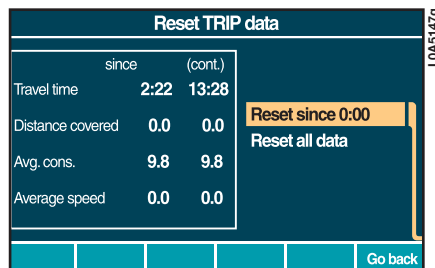 Reset TRIP data
since (cont.)
Travel time 2:22 13:28
Distance covered 0.0 0.0
Avg. cons. 9.8 9.8
Average speed 0.0 0.0
Reset since 0:00
Reset all data
Go back
L0A5147g